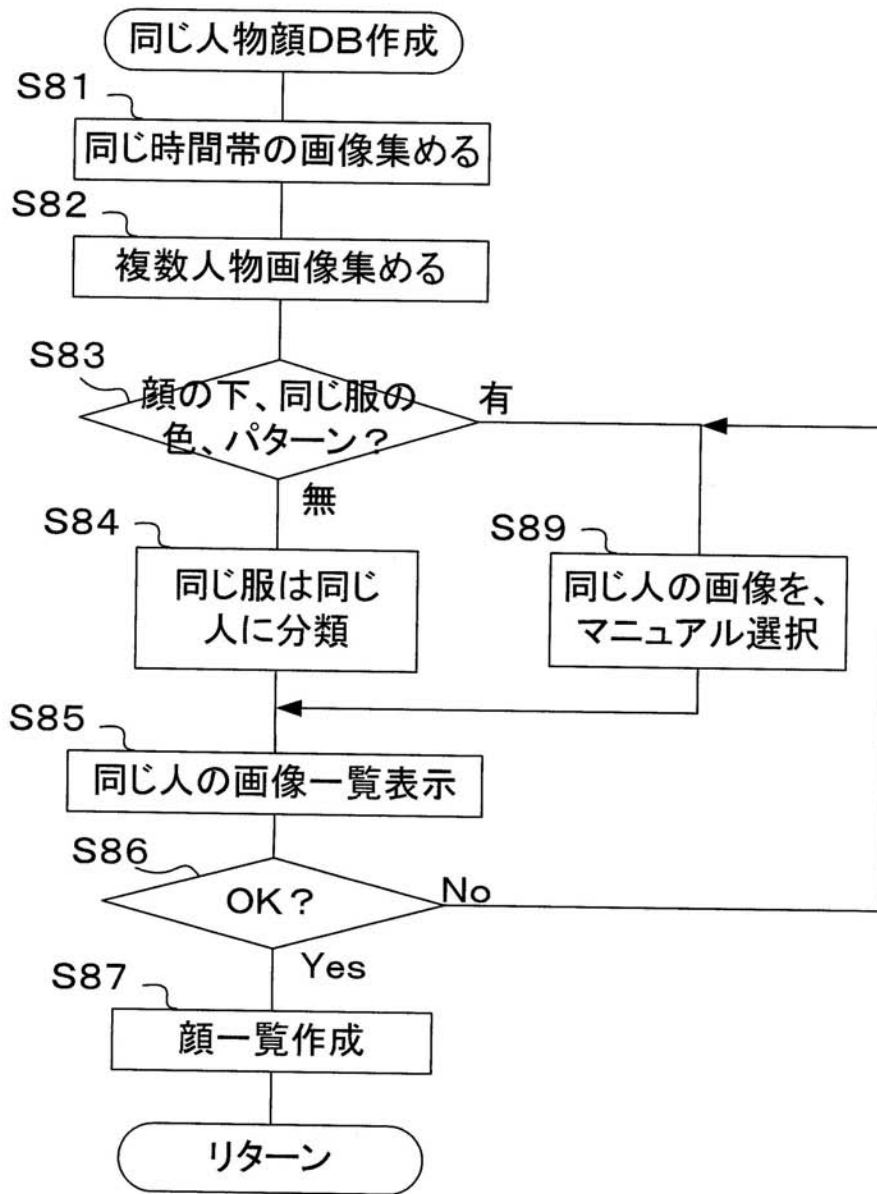 同じ人物顔DB作成
S81
同じ時間帯の画像集める
S82
複数人物画像集める
S83
顔の下、同じ服の
色、パターン？
有
無
S84
同じ服は同じ
人に分類
S89
同じ人の画像を、
マニュアル選択
S85
同じ人の画像一覧表示
S86
OK？
No
Yes
S87
顔一覧作成
リターン